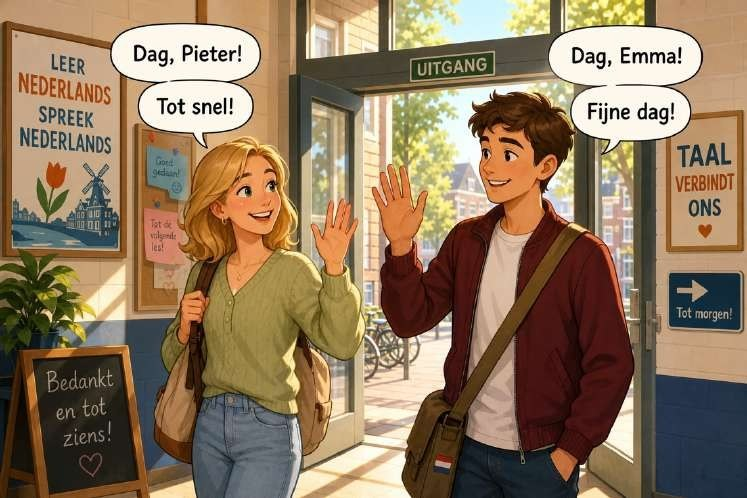 LEER
NEDERLANDS
SPREEK
NEDERLANDS
Dag, Pieter!
Tot snel!
Goed
gedaan!
Tot de
volgende
les!
Bedankt
en tot
ziens!
UITGANG
Dag, Emma!
Fijne dag!
TAAL
VERBINDT
ONS
Tot morgen!